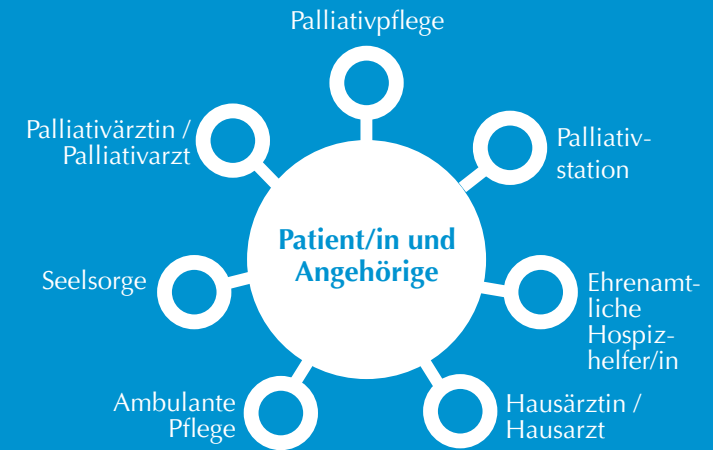 Palliativpflege
Palliativärztin /
Palliativarzt
Palliativ-
station
Patient/in und
Angehörige
Seelsorge
Ehrenamt-
liche
Hospiz-
helfer/in
Ambulante
Pflege
Hausärztin /
Hausarzt